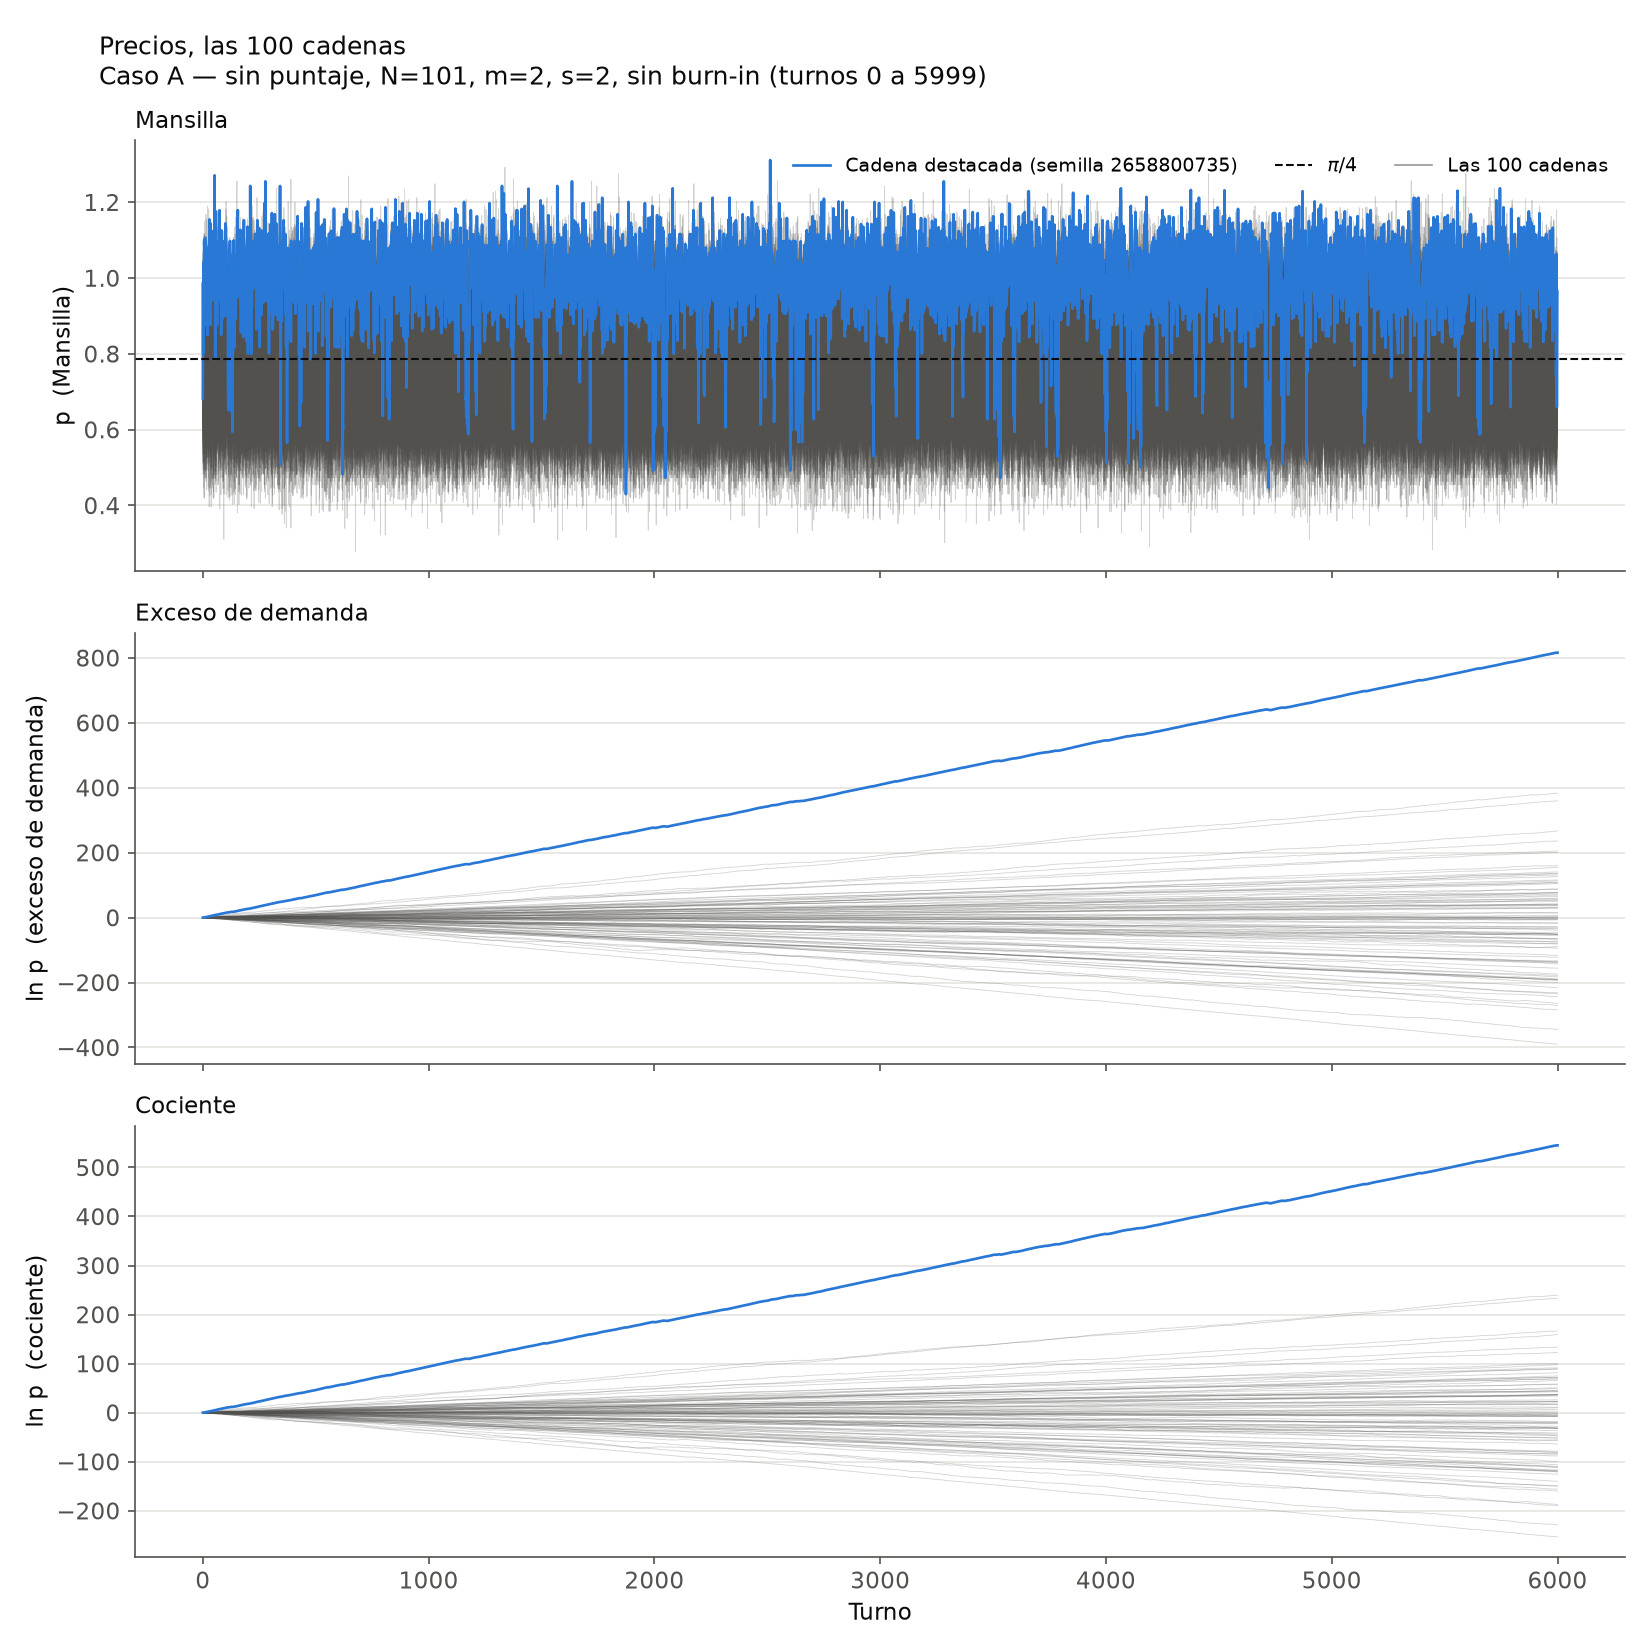 Precios, las 100 cadenas
Caso A — sin puntaje, N=101, m=2, s=2, sin burn-in (turnos 0 a 5999)
Mansilla
Cadena destacada (semilla 2658800735)
π/4
Las 100 cadenas
p (Mansilla)
1.2
1.0
0.8
0.6
0.4
Exceso de demanda
ln p (exceso de demanda)
800
600
400
200
0
−200
−400
Cociente
ln p (cociente)
500
400
300
200
100
0
−100
−200
0 1000 2000 3000 4000 5000 6000
Turno